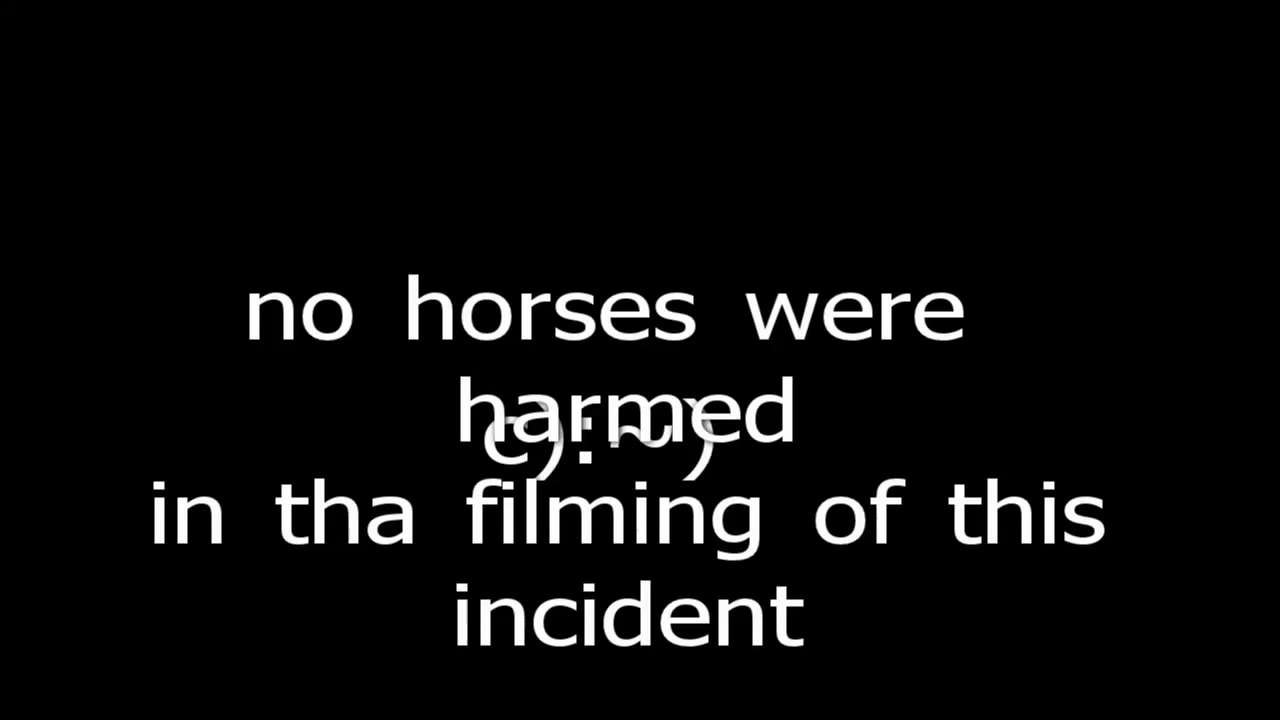 no horses were
harmed
c):~)
in tha filming of this
incident